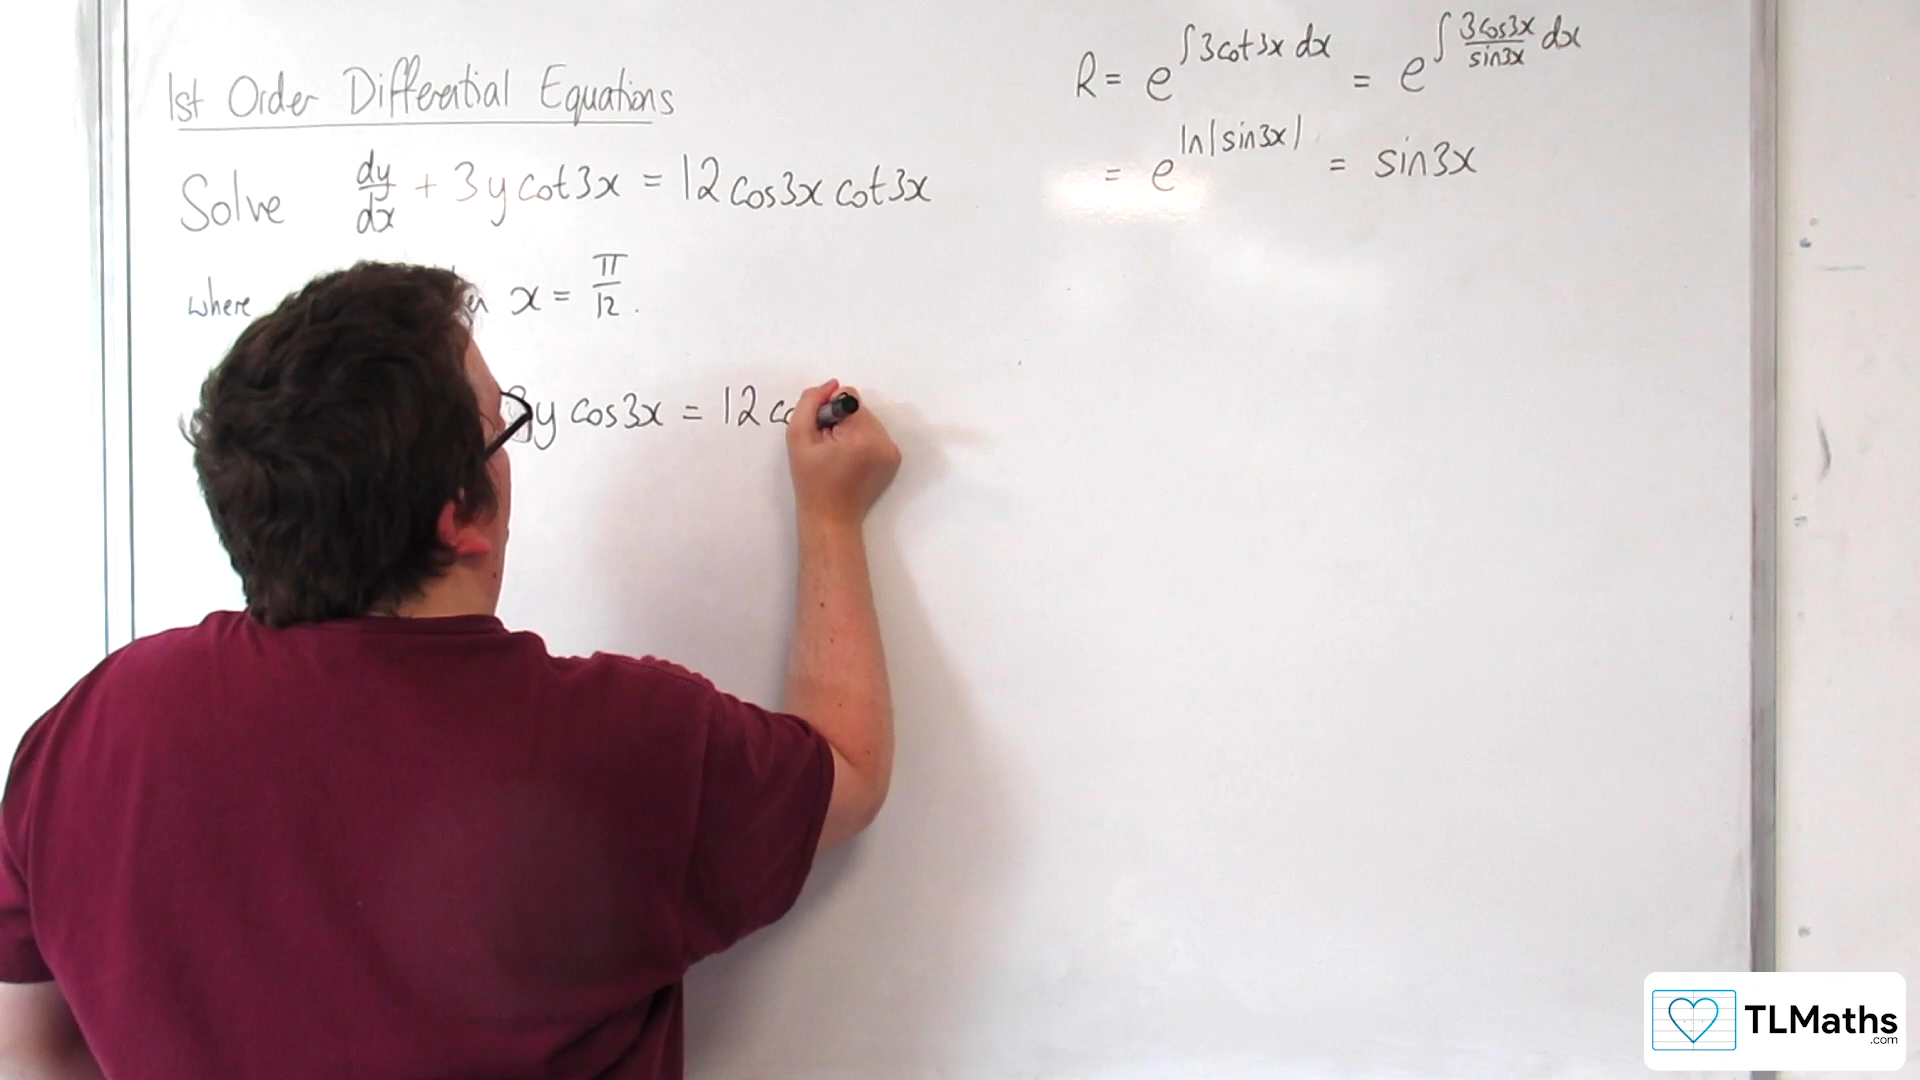 1st Order Differential Equations
Solve dy/dx + 3y cot3x = 12 cos3x cot3x
where x = π/12.
y cos3x = 12 co
R = e^∫3cot3x dx = e^∫3cos3x/sin3x dx
= e^ln|sin3x| = sin3x
TLMaths
.com